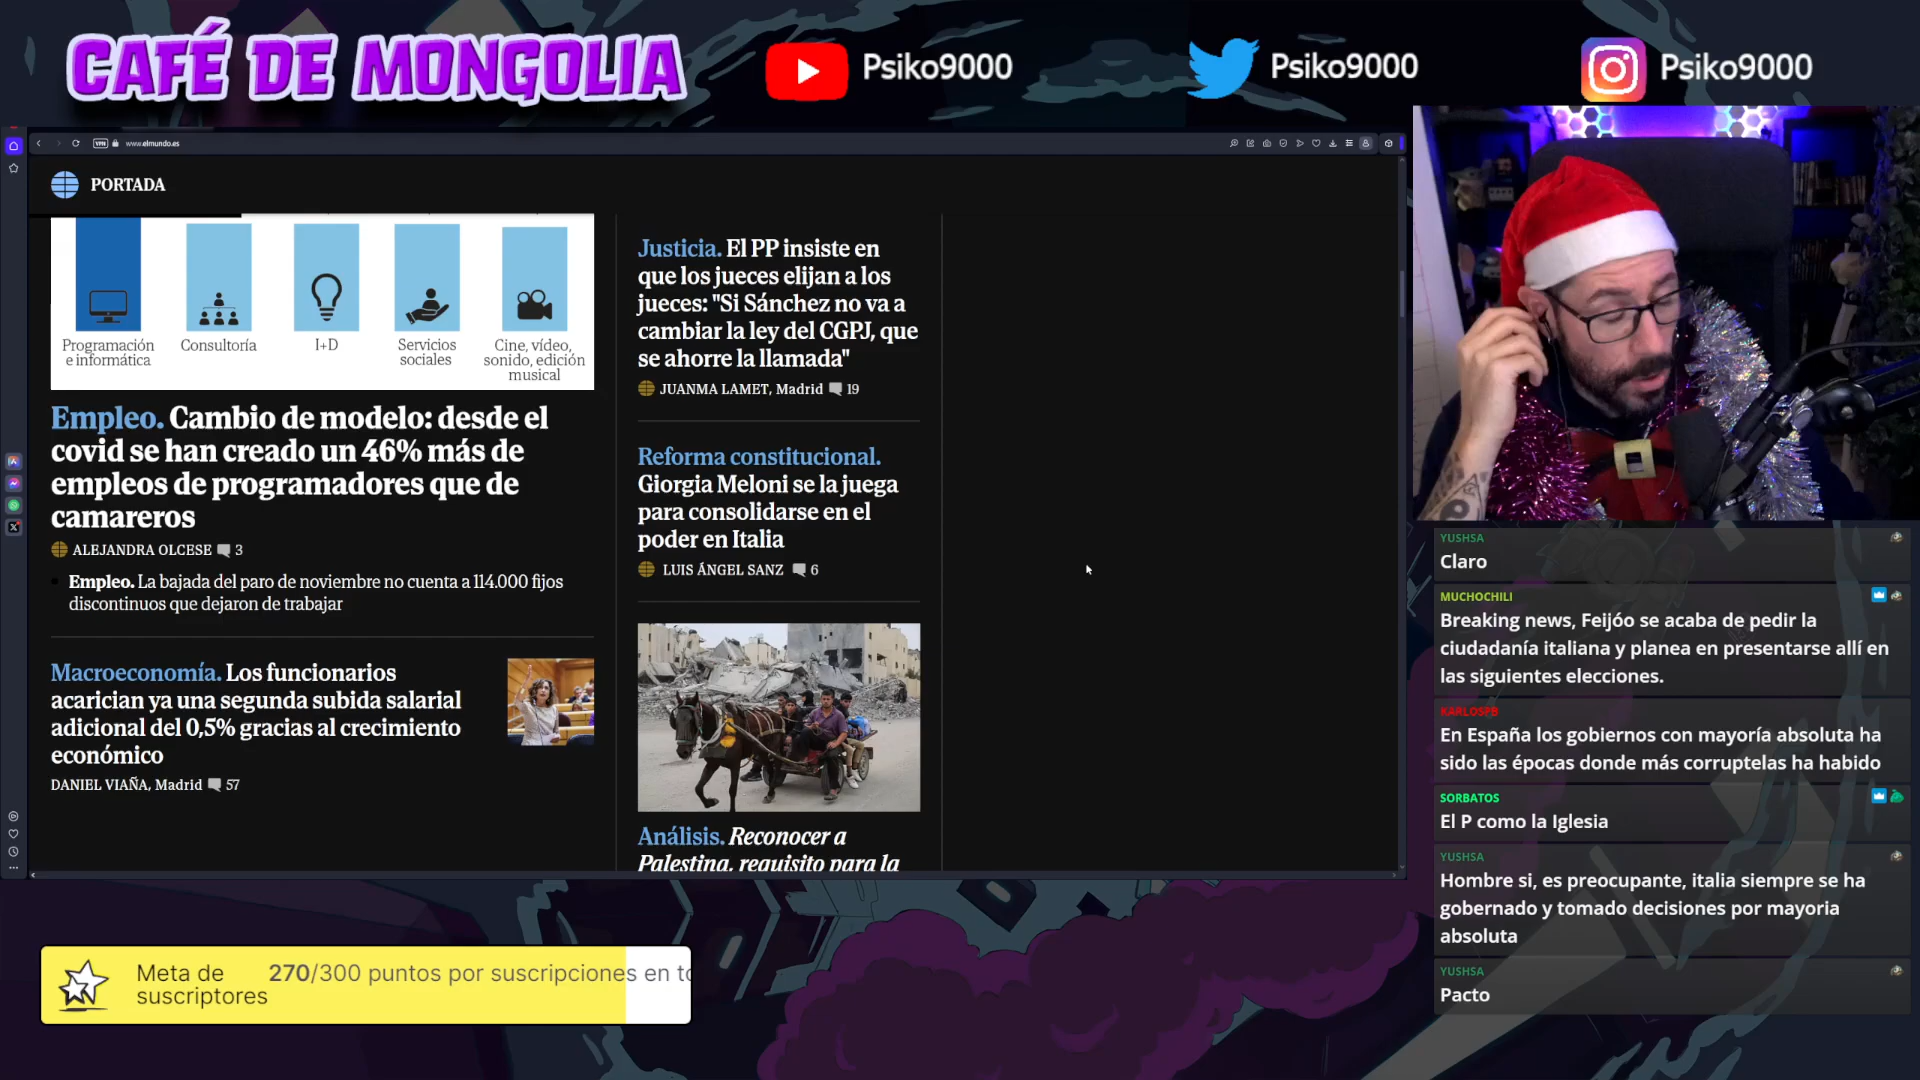 CAFÉ DE MONGOLIA
Psiko9000
Psiko9000
Psiko9000
VPN
www.elmundo.es
PORTADA
Programación
e informática
Consultoría
I+D
Servicios
sociales
Cine, vídeo,
sonido, edición
musical
Empleo. Cambio de modelo: desde el
covid se han creado un 46% más de
empleos de programadores que de
camareros
ALEJANDRA OLCESE 3
Empleo. La bajada del paro de noviembre no cuenta a 114.000 fijos
discontinuos que dejaron de trabajar
Macroeconomía. Los funcionarios
acarician ya una segunda subida salarial
adicional del 0,5% gracias al crecimiento
económico
DANIEL VIAÑA, Madrid 57
Justicia. El PP insiste en
que los jueces elijan a los
jueces: "Si Sánchez no va a
cambiar la ley del CGPJ, que
se ahorre la llamada"
JUANMA LAMET, Madrid 19
Reforma constitucional.
Giorgia Meloni se la juega
para consolidarse en el
poder en Italia
LUIS ÁNGEL SANZ 6
Análisis. Reconocer a
Palestina, requisito para la
YUSHSA
Claro
MUCHOCHILI
Breaking news, Feijóo se acaba de pedir la
ciudadanía italiana y planea en presentarse allí en
las siguientes elecciones.
KARLOSFB
En España los gobiernos con mayoría absoluta ha
sido las épocas donde más corruptelas ha habido
SORBATOS
El P como la Iglesia
YUSHSA
Hombre si, es preocupante, italia siempre se ha
gobernado y tomado decisiones por mayoria
absoluta
YUSHSA
Pacto
Meta de
suscriptores
270/300 puntos por suscripciones en to